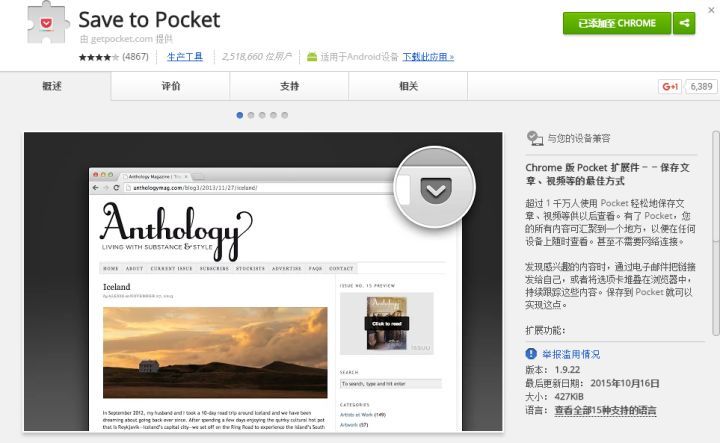 Save to Pocket
由 getpocket.com 提供
(4867) 生产工具 2,518,660 位用户 适用于Android设备 下载此应用 »
已添加至 CHROME
概述 评价 支持 相关
G+1 6,389
Anthology Magazine | Tra
anthologymag.com/blog3/2013/11/27/iceland/
Anthology
LIVING WITH SUBSTANCE & STYLE
HOME ABOUT CURRENT ISSUE SUBSCRIBE STOCKISTS ADVERTISE FAQS CONTACT
Iceland
NOVEMBER 27, 2013
In September 2012, my husband and I took a 10-day road trip around Iceland and we have been
dreaming about going back ever since. After spending a few days enjoying the quirky cultural hot pot
that is Reykjavik - Iceland's capital city-we set off on the Ring Road to experience the Island's South
ISSUE NO. 15 PREVIEW
Anthology
Click to read
ISSUU
SEARCH
To search, type and hit enter
CATEGORIES
Artists at Work (149)
Artwork (57)
与您的设备兼容
Chrome 版 Pocket 扩展件 – – 保存文
章、视频等的最佳方式
超过 1 千万人使用 Pocket 轻松地保存文
章、视频等供以后查看。有了 Pocket，您
的所有内容可汇聚到一个地方，以便在任何
设备上随时查看。甚至不需要网络连接。
发现感兴趣的内容时，通过电子邮件把链接
发给自己，或者将选项卡堆叠在浏览器中，
持续跟踪这些内容。保存到 Pocket 就可以
实现这点。
扩展功能：
举报滥用情况
版本： 1.9.22
最后更新日期： 2015年10月16日
大小： 427KiB
语言： 查看全部15种支持的语言